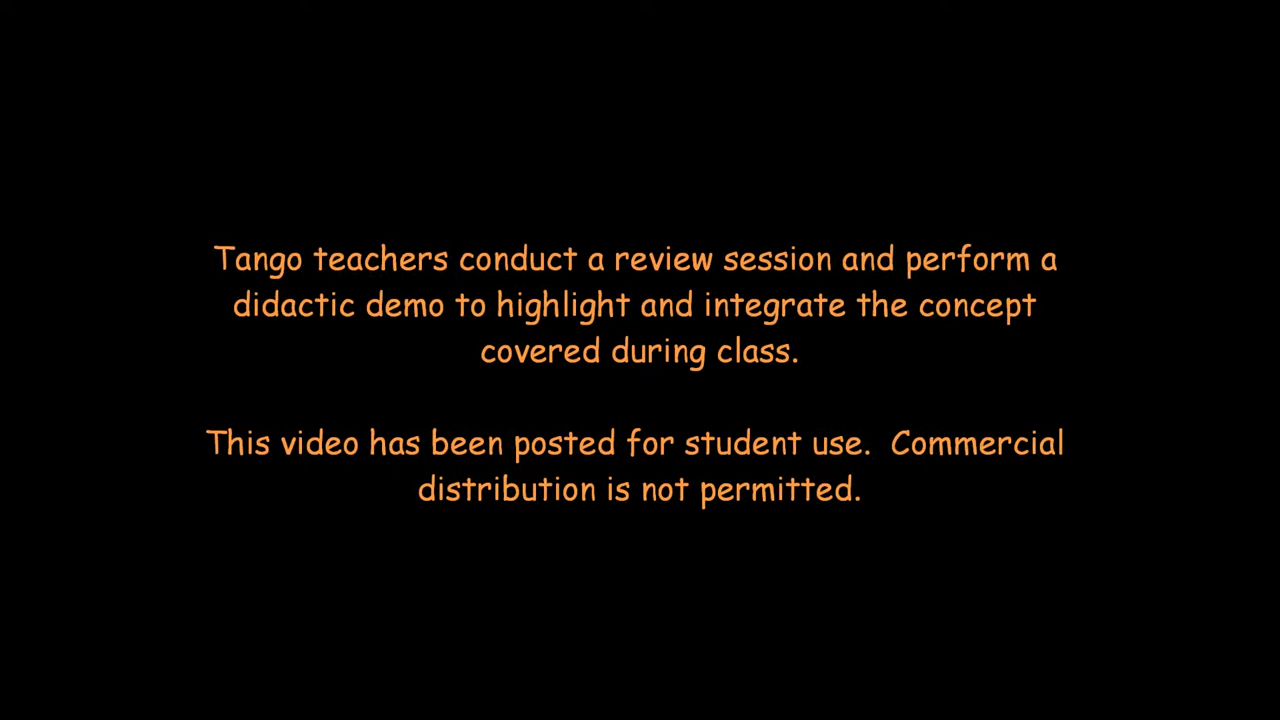 Tango teachers conduct a review session and perform a
didactic demo to highlight and integrate the concept
covered during class.
This video has been posted for student use.  Commercial
distribution is not permitted.